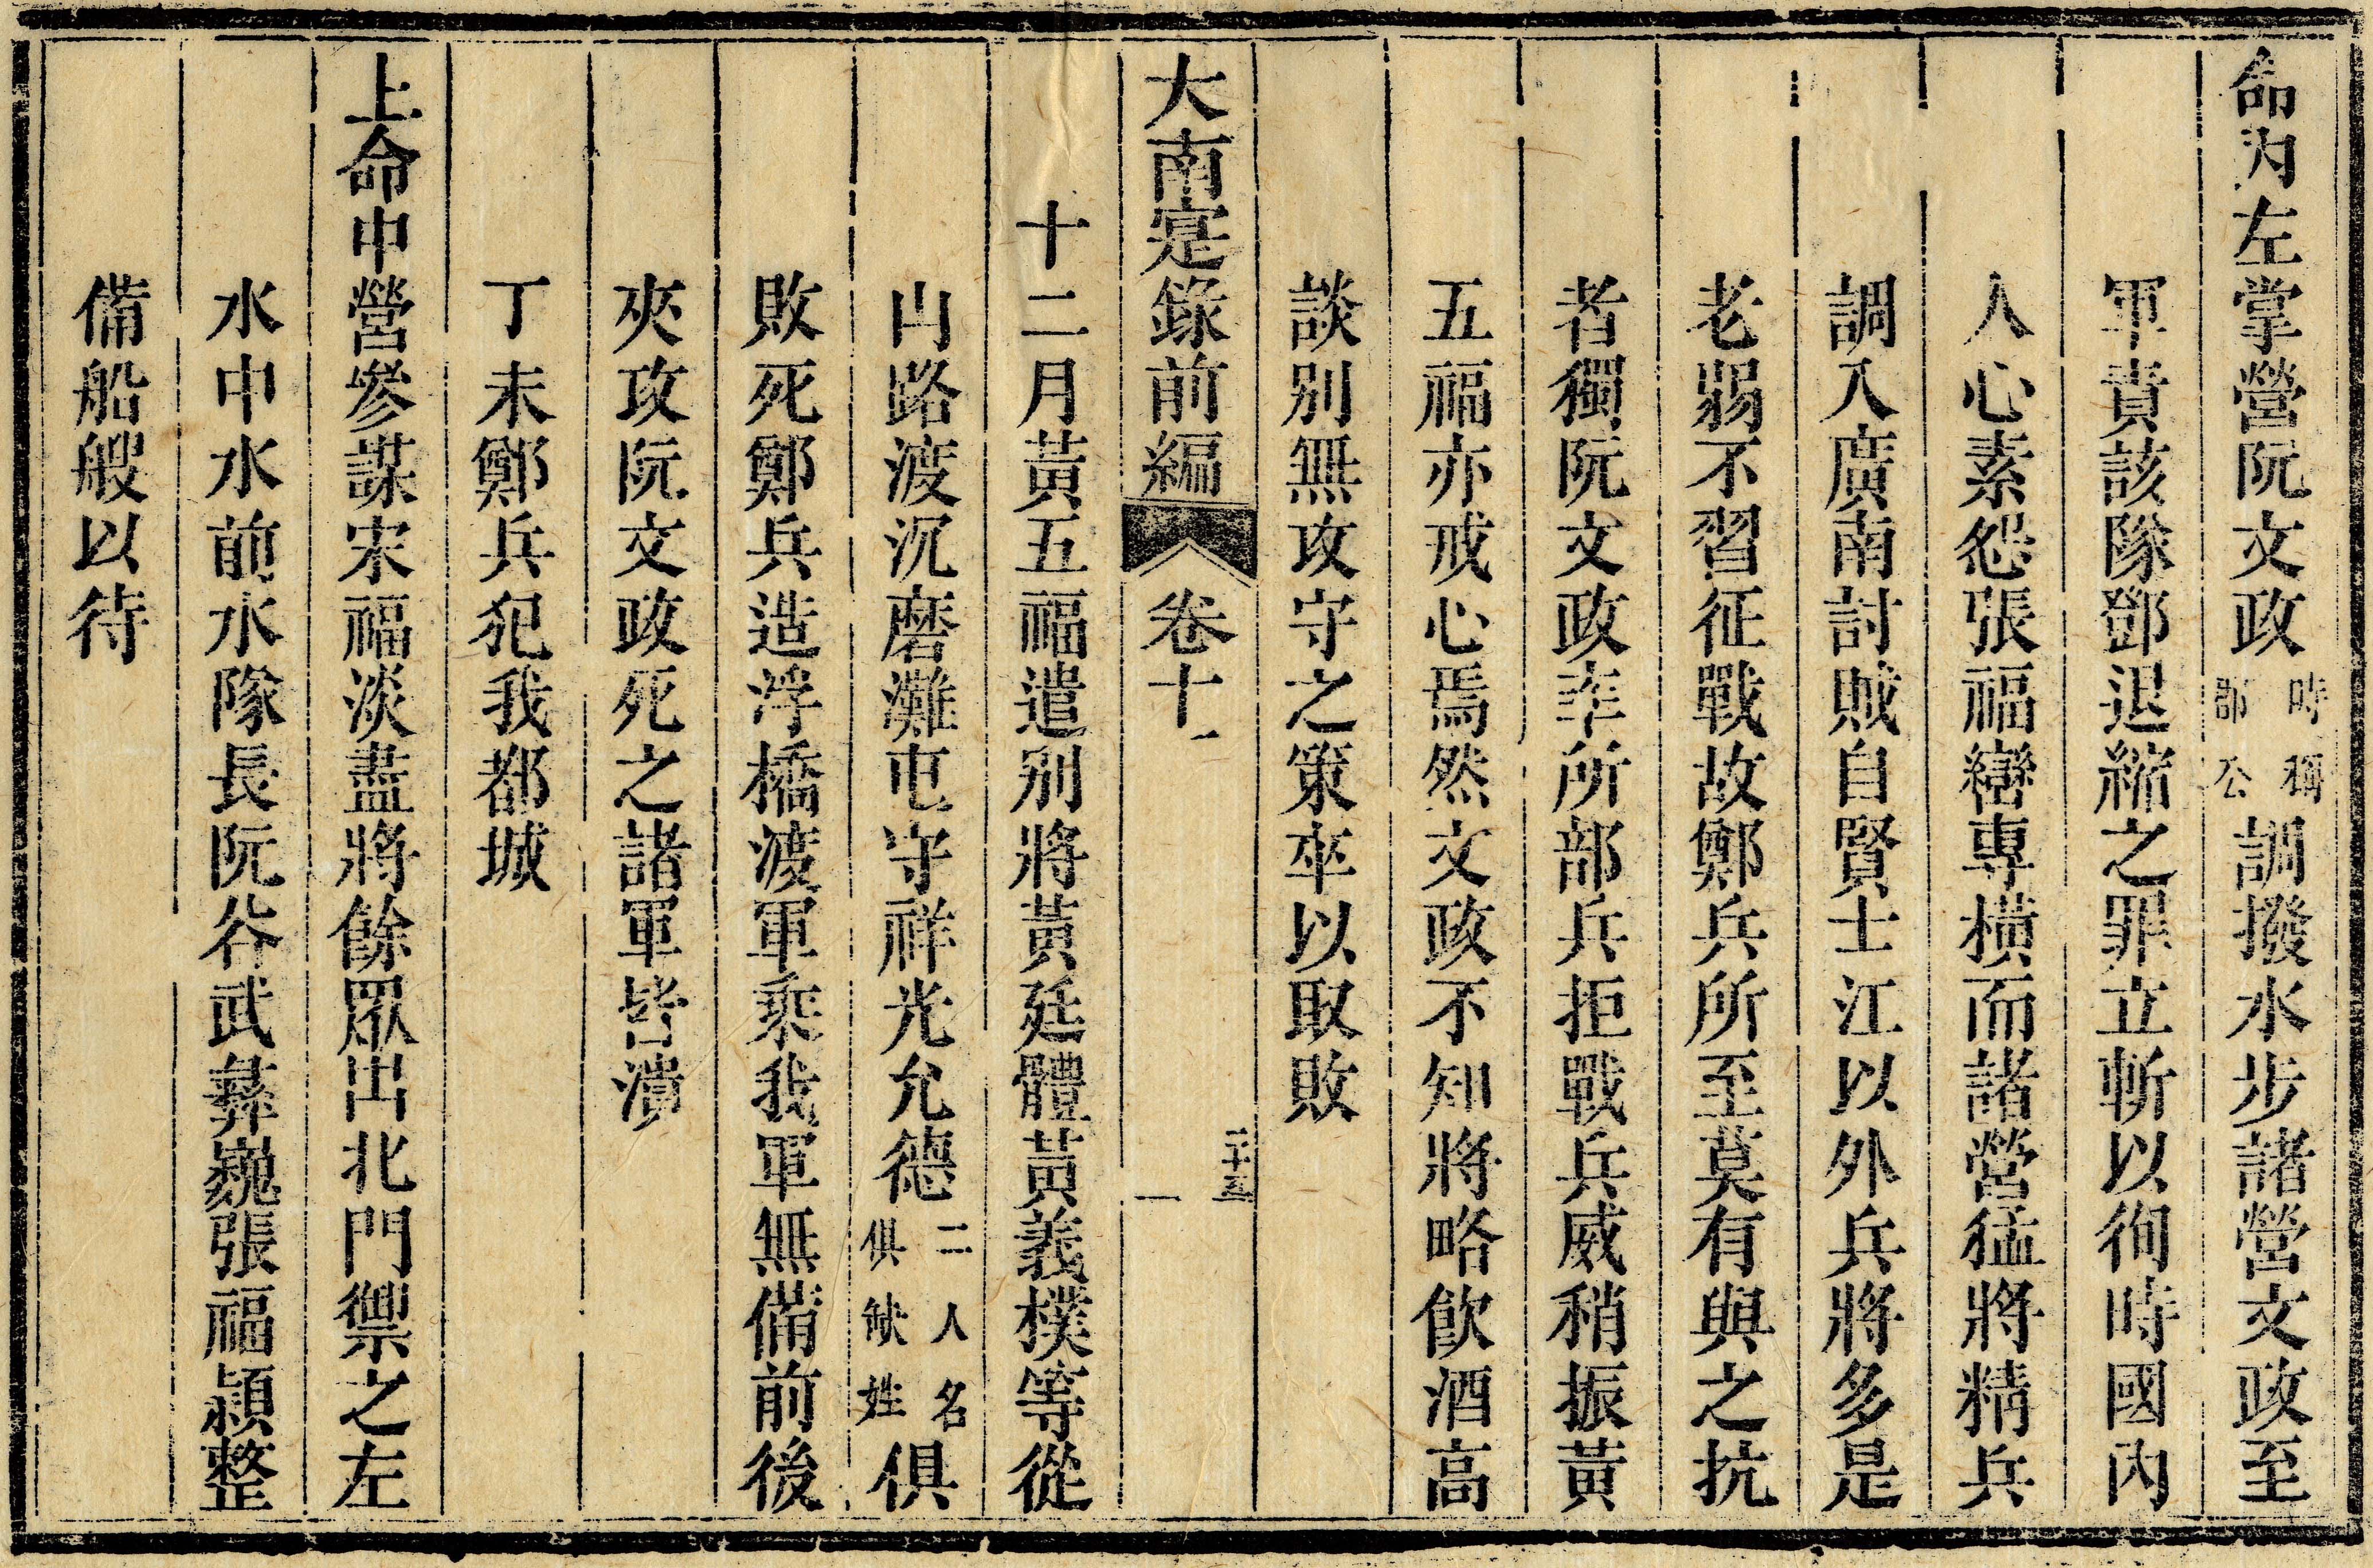 命内左掌營阮文政時稱郡公調撥水步諸營文政至
軍責該隊鄧退縮之罪立斬以徇時國内
人心素怨張福巒專橫而諸營猛將精兵
調入廣南討賊自賢士江以外兵將多是
老弱不習征戰故鄭兵所至莫有與之抗
者獨阮文政率所部兵拒戰兵威稍振黃
五福亦戒心焉然文政不知將略飲酒高
談別無攻守之策卒以取敗
大南寔錄前編 卷十一 二十五
十二月黃五福遣別將黃廷體黃義樸等從
山路渡沉磨灘屯守祥光允德二人名俱缺姓俱
敗死鄭兵造浮橋渡軍乘我軍無備前後
夾攻阮文政死之諸軍皆潰
丁未鄭兵犯我都城
上命中營參謀宋福淡盡將餘眾出北門禦之左
水中水前水隊長阮谷武彝巍張福穎整
備船艘以待